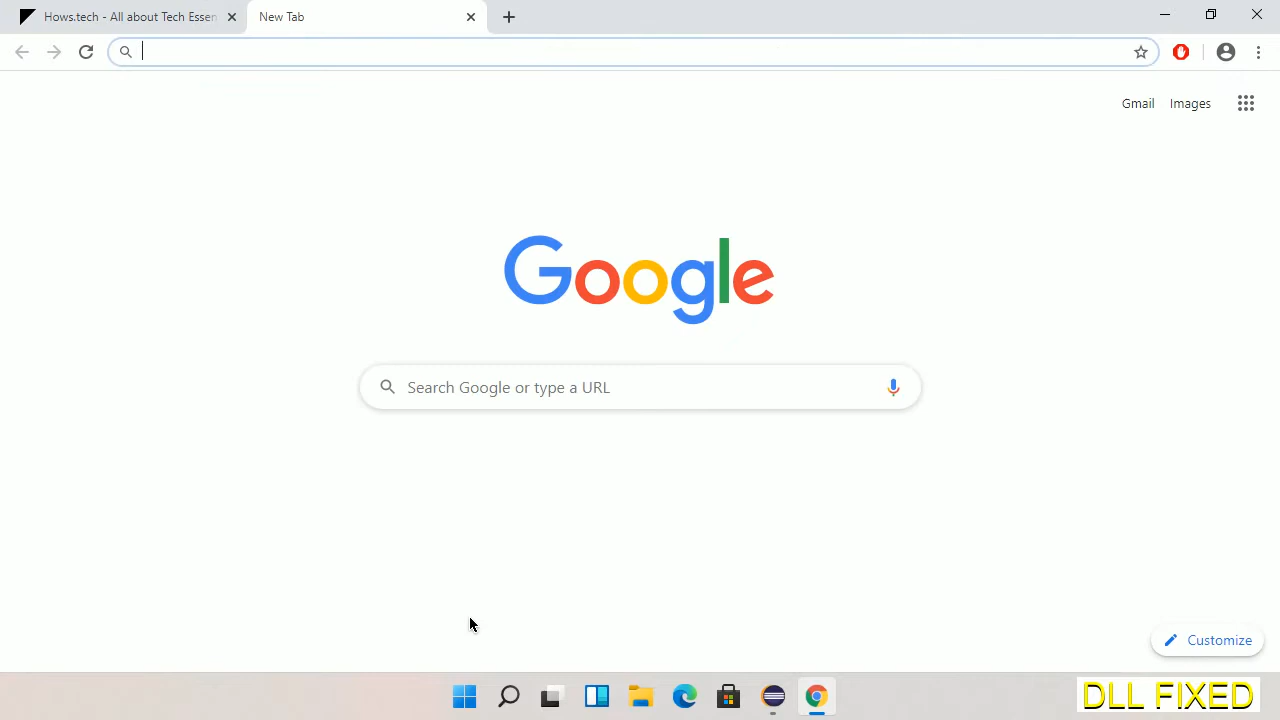 Hows.tech - All about Tech Essen
New Tab
Gmail
Images
Google
Search Google or type a URL
Customize
DLL FIXED